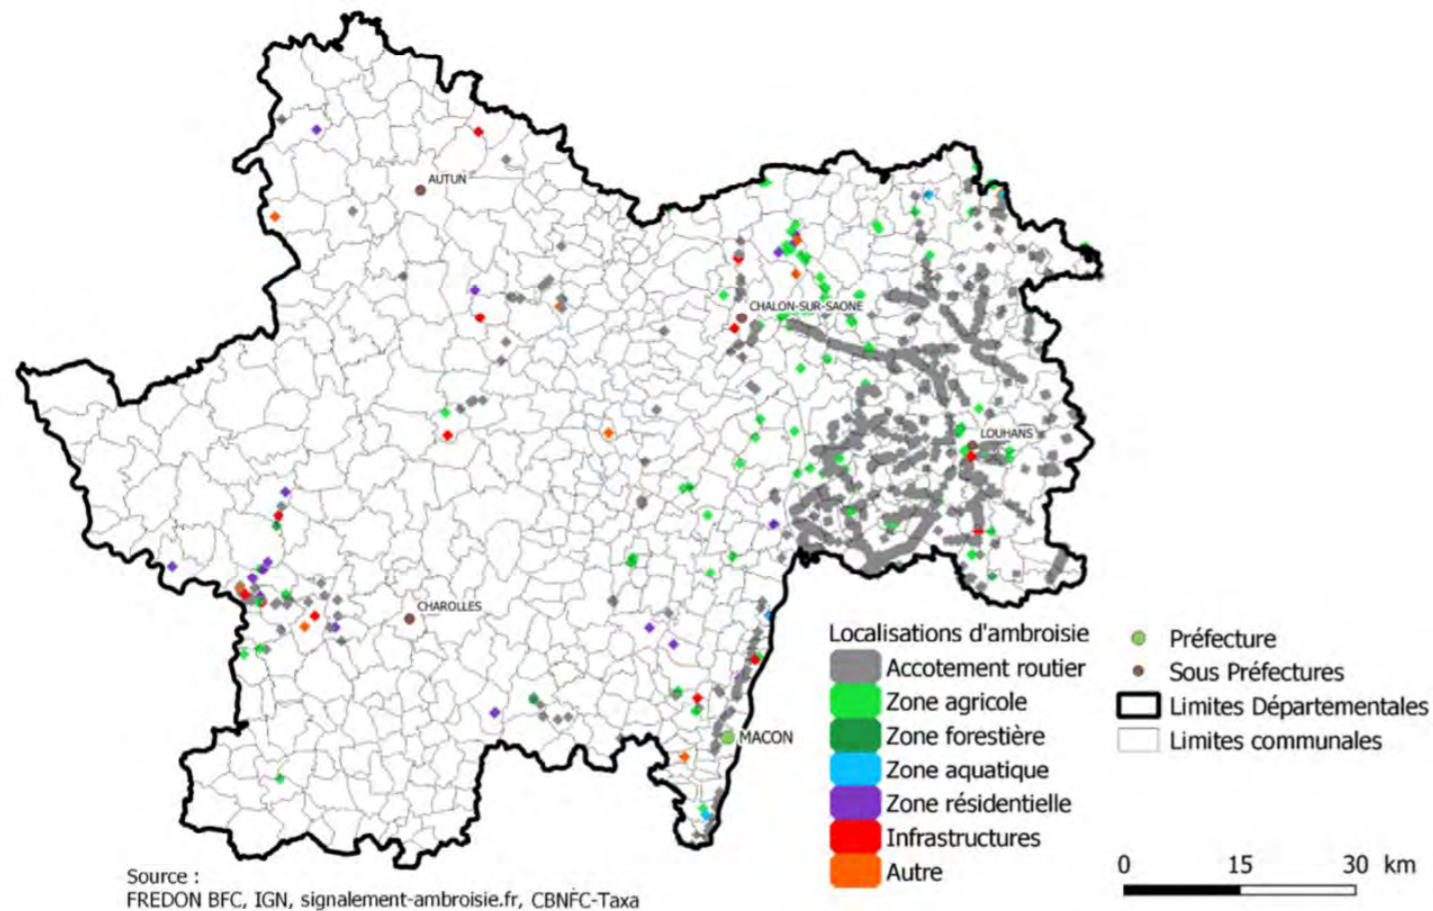 AUTUN
CHALON-SUR-SAONE
LOUHANS
CHAROLLES
MACON
Localisations d'ambroisie
Accotement routier
Zone agricole
Zone forestière
Zone aquatique
Zone résidentielle
Infrastructures
Autre
Préfecture
Sous Préfectures
Limites Départementales
Limites communales
0 15 30 km
Source :
FREDON BFC, IGN, signalement-ambroisie.fr, CBNFC-Taxa